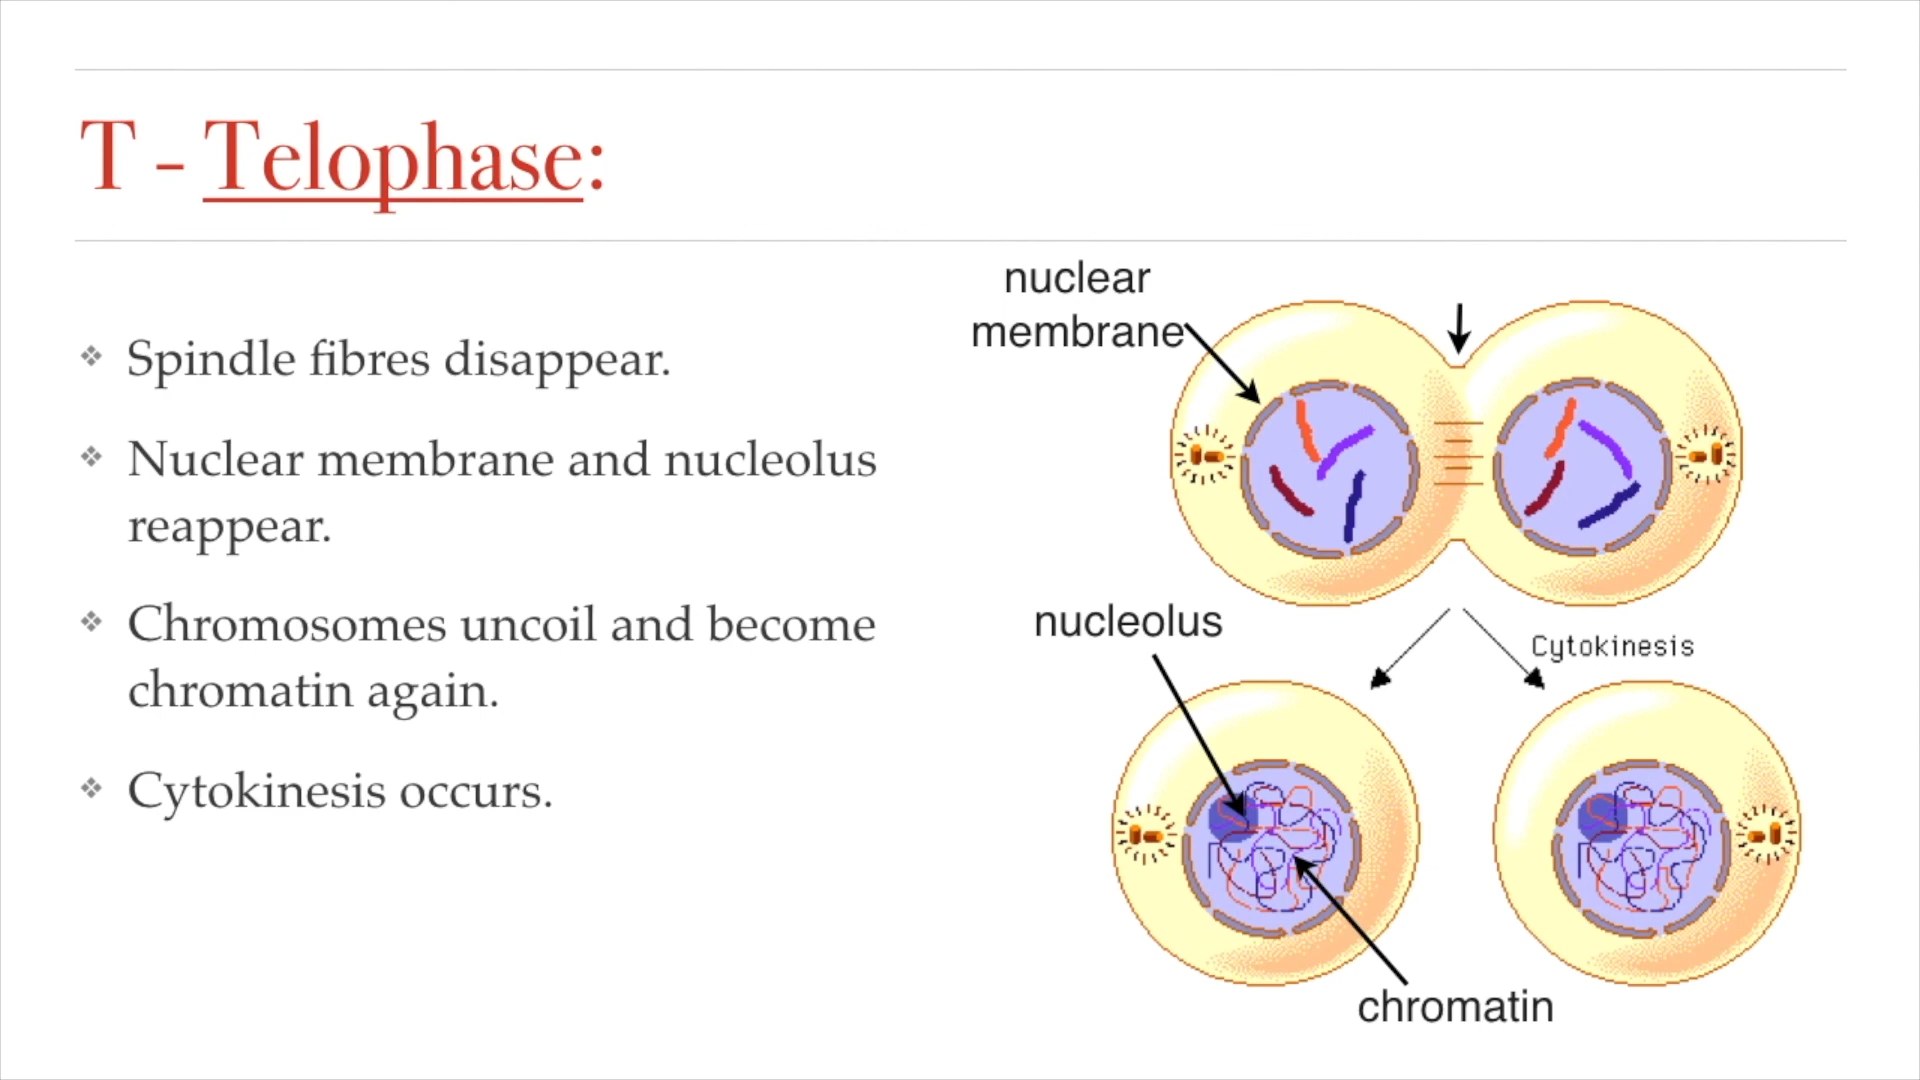 T - Telophase:
❖ Spindle fibres disappear.
❖ Nuclear membrane and nucleolus
reappear.
❖ Chromosomes uncoil and become
chromatin again.
❖ Cytokinesis occurs.
nuclear
membrane
nucleolus
Cytokinesis
chromatin